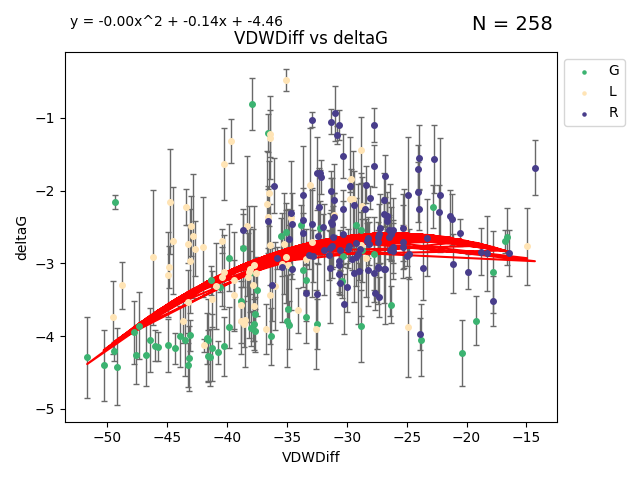 y = -0.00x^2 + -0.14x + -4.46
N = 258
VDWDiff vs deltaG
G
L
R
deltaG
−1
−2
−3
−4
−5
−50
−45
−40
−35
−30
−25
−20
−15
VDWDiff